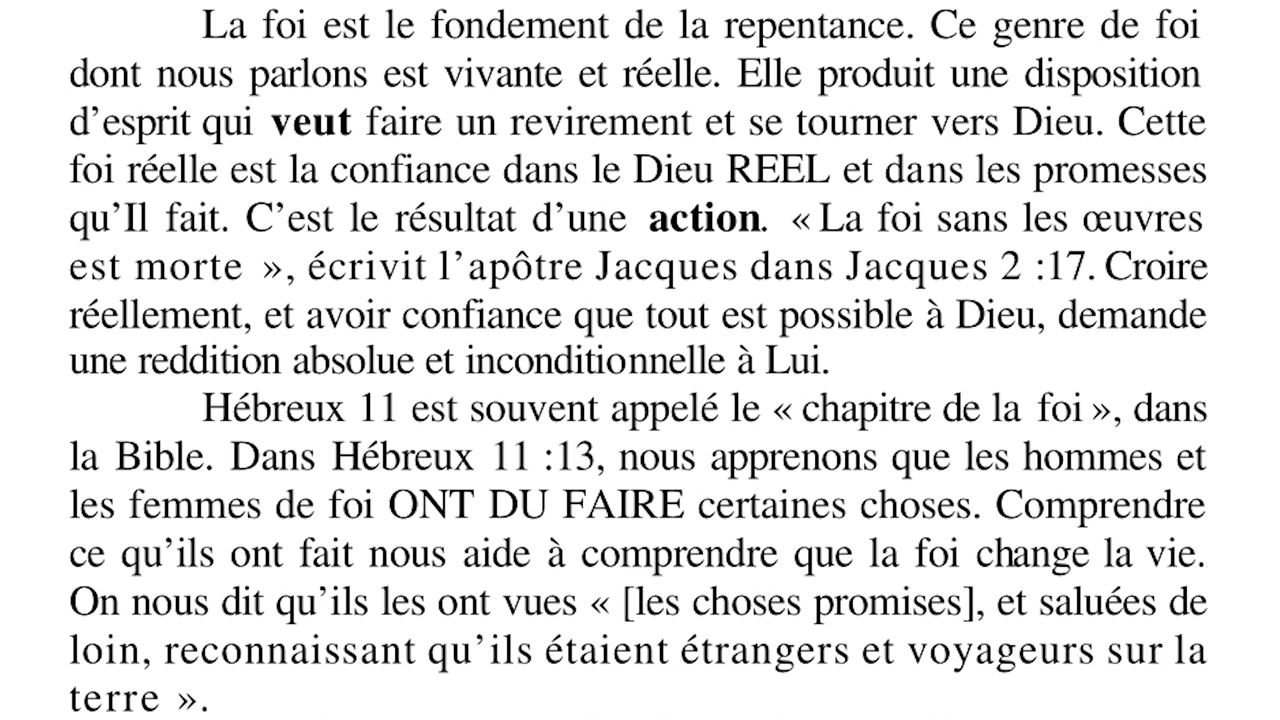 La foi est le fondement de la repentance. Ce genre de foi
dont nous parlons est vivante et réelle. Elle produit une disposition
d’esprit qui veut faire un revirement et se tourner vers Dieu. Cette
foi réelle est la confiance dans le Dieu REEL et dans les promesses
qu’Il fait. C’est le résultat d’une action. « La foi sans les œuvres
est morte », écrivit l’apôtre Jacques dans Jacques 2 :17. Croire
réellement, et avoir confiance que tout est possible à Dieu, demande
une reddition absolue et inconditionnelle à Lui.
Hébreux 11 est souvent appelé le « chapitre de la foi », dans
la Bible. Dans Hébreux 11 :13, nous apprenons que les hommes et
les femmes de foi ONT DU FAIRE certaines choses. Comprendre
ce qu’ils ont fait nous aide à comprendre que la foi change la vie.
On nous dit qu’ils les ont vues « [les choses promises], et saluées de
loin, reconnaissant qu’ils étaient étrangers et voyageurs sur la
terre ».